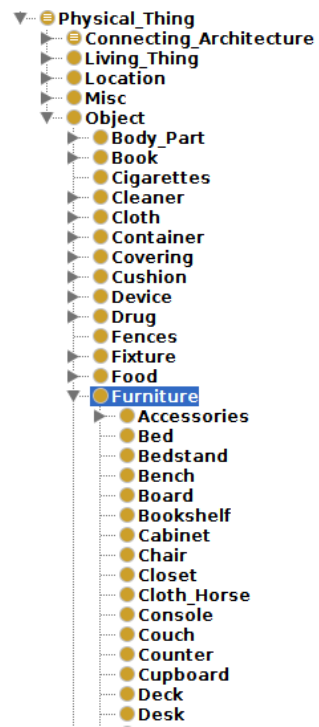 Physical_Thing
Connecting_Architecture
Living_Thing
Location
Misc
Object
Body_Part
Book
Cigarettes
Cleaner
Cloth
Container
Covering
Cushion
Device
Drug
Fences
Fixture
Food
Furniture
Accessories
Bed
Bedstand
Bench
Board
Bookshelf
Cabinet
Chair
Closet
Cloth_Horse
Console
Couch
Counter
Cupboard
Deck
Desk